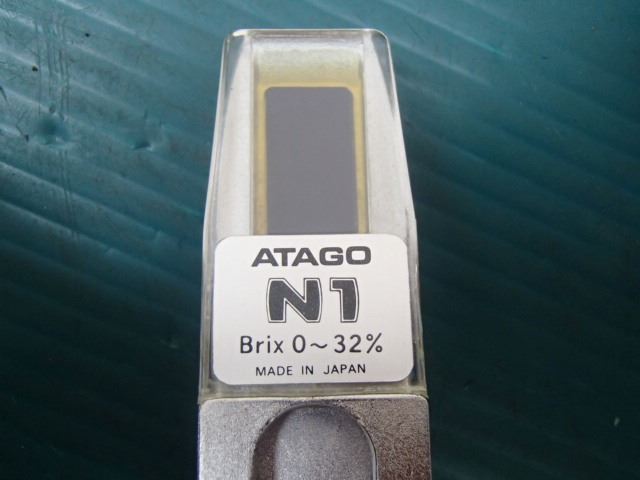 ATAGO
N1
Brix 0~32%
MADE IN JAPAN